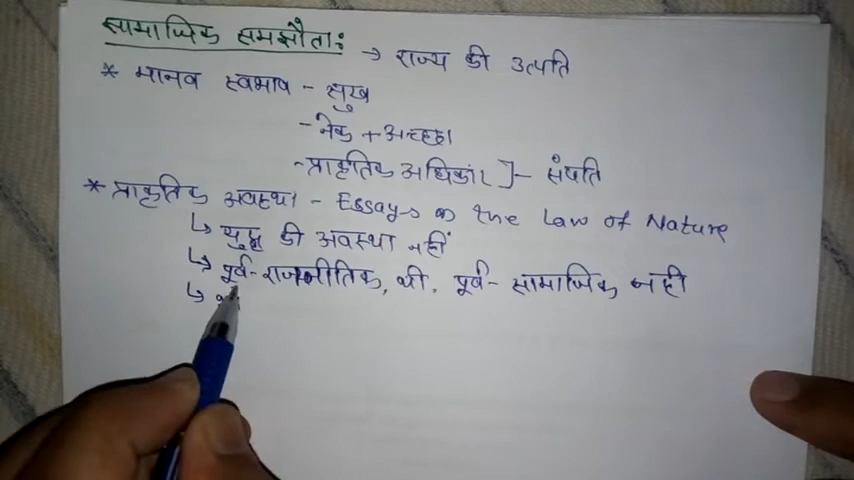 सामाजिक समझौता: → राज्य की उत्पति
* मानव स्वभाव - सुख
- नेक + अच्छा
- प्राकृतिक अधिकार ]- संपति
* प्राकृतिक अवस्था - Essays on the Law of Nature
↳ युद्ध की अवस्था नहीं
↳ पूर्व-राजनीतिक, थी. पूर्व- सामाजिक नही
↳